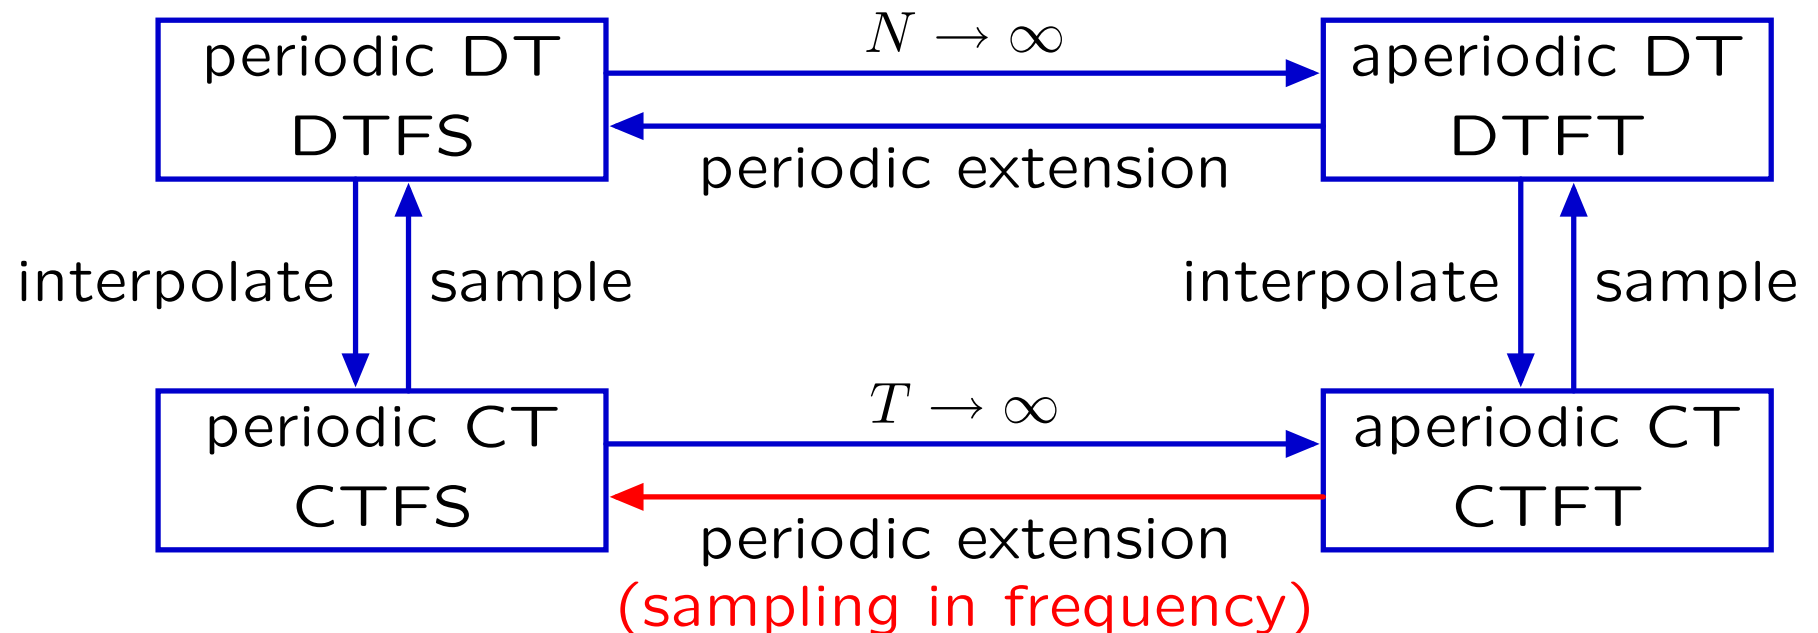 periodic DT
DTFS
N → ∞
aperiodic DT
DTFT
periodic extension
interpolate
sample
interpolate
sample
periodic CT
CTFS
T → ∞
aperiodic CT
CTFT
periodic extension
(sampling in frequency)